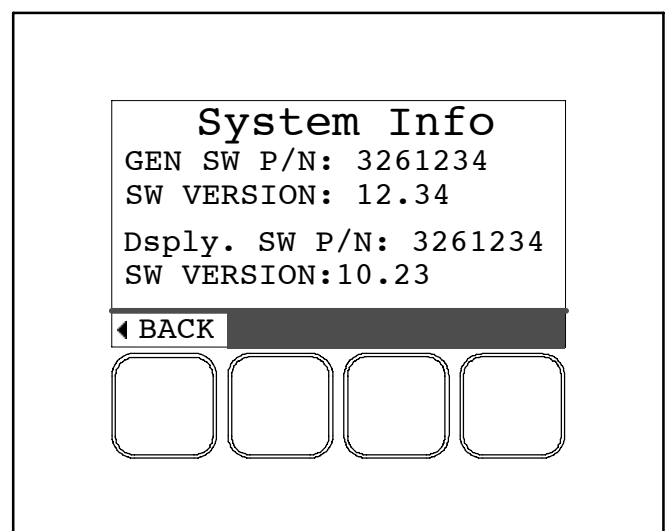 System Info
GEN SW P/N: 3261234
SW VERSION: 12.34
Dsply. SW P/N: 3261234
SW VERSION:10.23
BACK